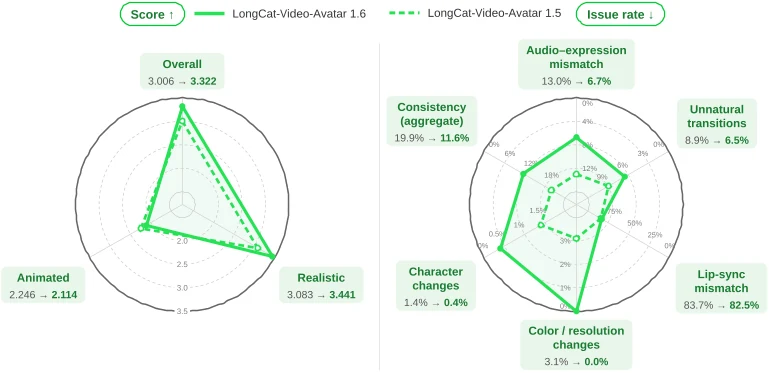 Score ↑
LongCat-Video-Avatar 1.6
LongCat-Video-Avatar 1.5
Issue rate ↓
Overall
3.006 → 3.322
2.0
2.5
3.0
3.5
Animated
2.246 → 2.114
Realistic
3.083 → 3.441
Audio–expression
mismatch
13.0% → 6.7%
Consistency
(aggregate)
19.9% → 11.6%
Unnatural
transitions
8.9% → 6.5%
0%
4%
8%
12%
0%
3%
6%
9%
0%
6%
12%
18%
75%
50%
25%
0%
1.5%
1%
0.5%
0%
3%
2%
1%
0%
Character
changes
1.4% → 0.4%
Lip-sync
mismatch
83.7% → 82.5%
Color / resolution
changes
3.1% → 0.0%